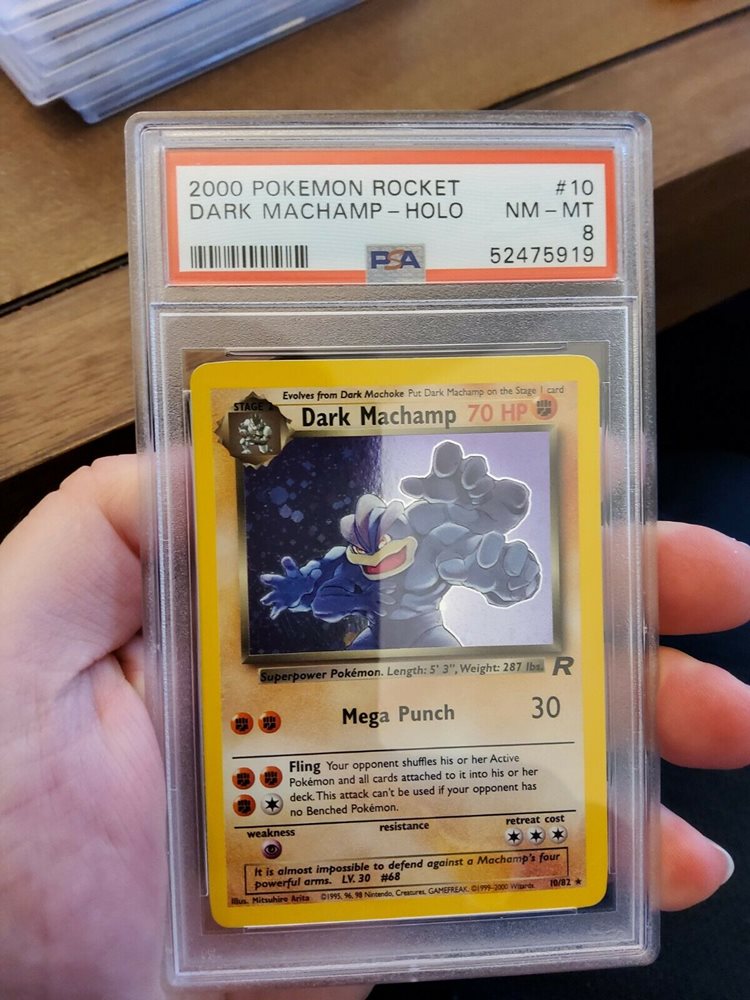 2000 POKEMON ROCKET #10
DARK MACHAMP - HOLO NM - MT
8
PSA 52475919
Evolves from Dark Machoke Put Dark Machamp on the Stage 1 card
STAGE 2
Dark Machamp 70 HP
Superpower Pokémon. Length: 5' 3", Weight: 287 lbs. R
Mega Punch 30
Fling Your opponent shuffles his or her Active
Pokémon and all cards attached to it into his or her
deck. This attack can't be used if your opponent has
no Benched Pokémon.
weakness resistance retreat cost
It is almost impossible to defend against a Machamp's four
powerful arms. LV. 30 #68
Illus. Mitsuhiro Arita ©1995, 96, 98 Nintendo, Creatures, GAMEFREAK. ©1999-2000 Wizards. 10/82 ★